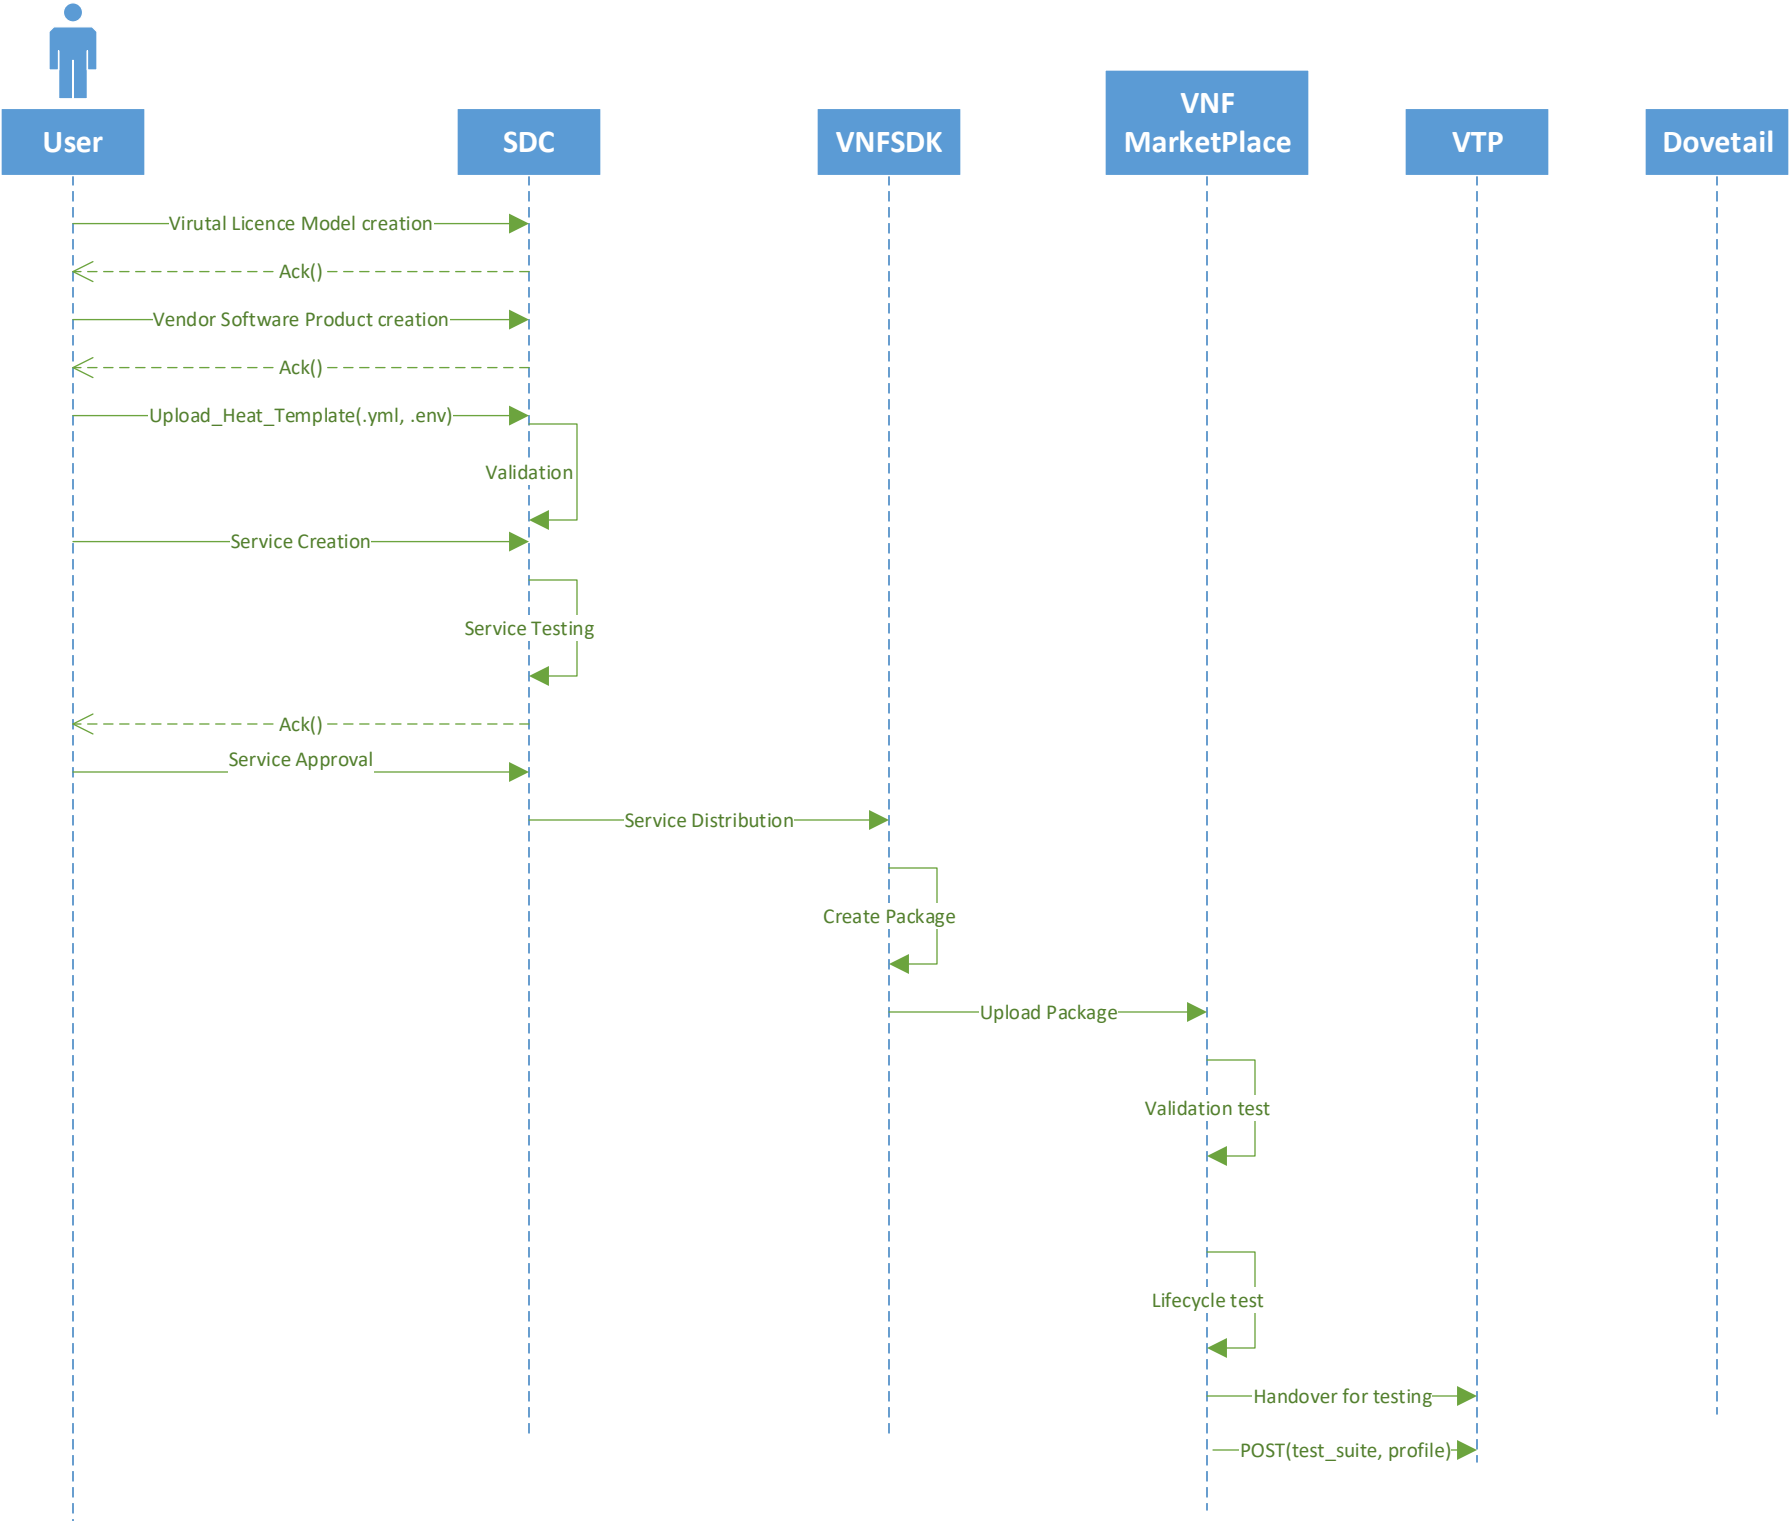 User
SDC
VNFSDK
VNF
MarketPlace
VTP
Dovetail
Virutal Licence Model creation
Ack()
Vendor Software Product creation
Ack()
Upload_Heat_Template(.yml, .env)
Validation
Service Creation
Service Testing
Ack()
Service Approval
Service Distribution
Create Package
Upload Package
Validation test
Lifecycle test
Handover for testing
POST(test_suite, profile)